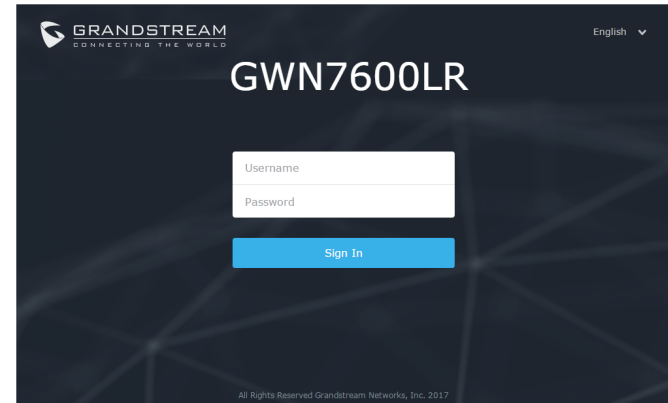 GRANDSTREAM
CONNECTING THE WORLD
English
GWN7600LR
Username
Password
Sign In
All Rights Reserved Grandstream Networks, Inc. 2017